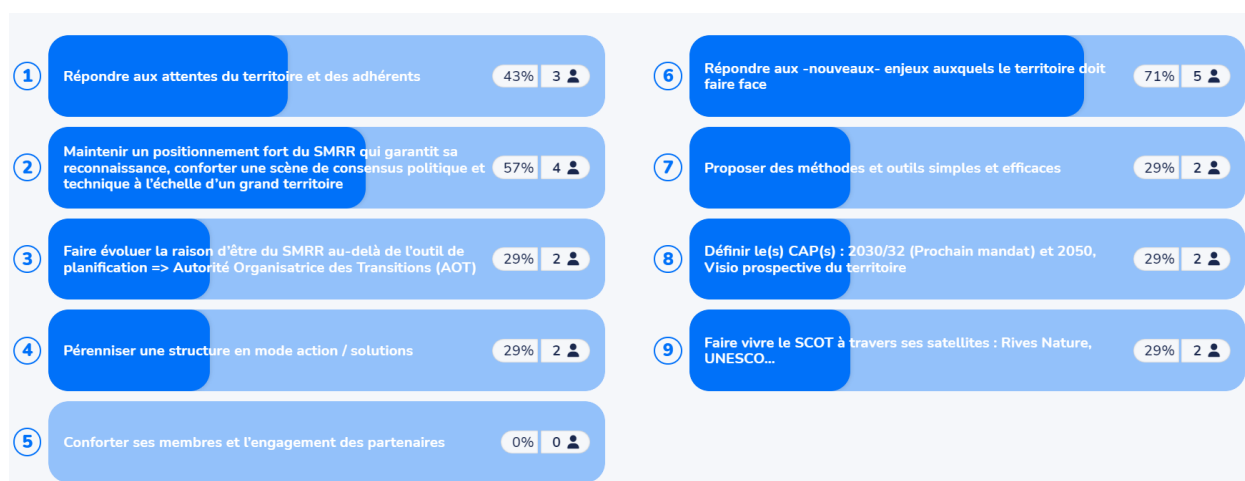 1
Répondre aux attentes du territoire et des adhérents
43% 3
2
Maintenir un positionnement fort du SMRR qui garantit sa
reconnaissance, conforter une scène de consensus politique et
technique à l'échelle d'un grand territoire
57% 4
3
Faire évoluer la raison d'être du SMRR au-delà de l'outil de
planification => Autorité Organisatrice des Transitions (AOT)
29% 2
4
Pérenniser une structure en mode action / solutions
29% 2
5
Conforter ses membres et l'engagement des partenaires
0% 0
6
Répondre aux -nouveaux- enjeux auxquels le territoire doit
faire face
71% 5
7
Proposer des méthodes et outils simples et efficaces
29% 2
8
Définir le(s) CAP(s) : 2030/32 (Prochain mandat) et 2050,
Visio prospective du territoire
29% 2
9
Faire vivre le SCOT à travers ses satellites : Rives Nature,
UNESCO...
29% 2